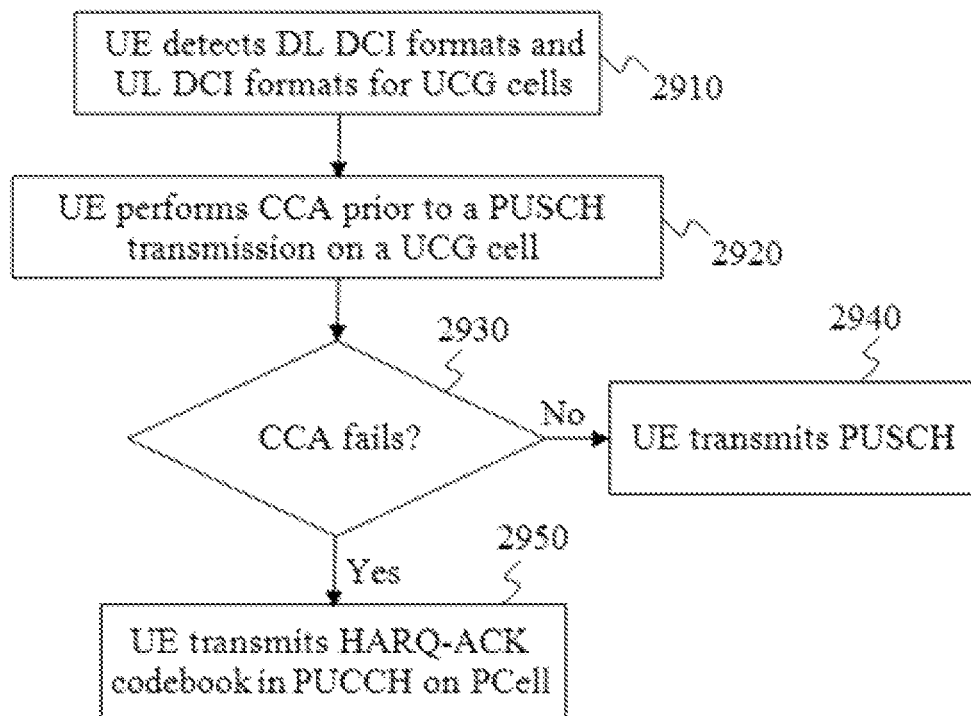 UE detects DL DCI formats and
UL DCI formats for UCG cells
2910
UE performs CCA prior to a PUSCH
transmission on a UCG cell
2920
2930
CCA fails?
No
2940
UE transmits PUSCH
Yes
2950
UE transmits HARQ-ACK
codebook in PUCCH on PCell